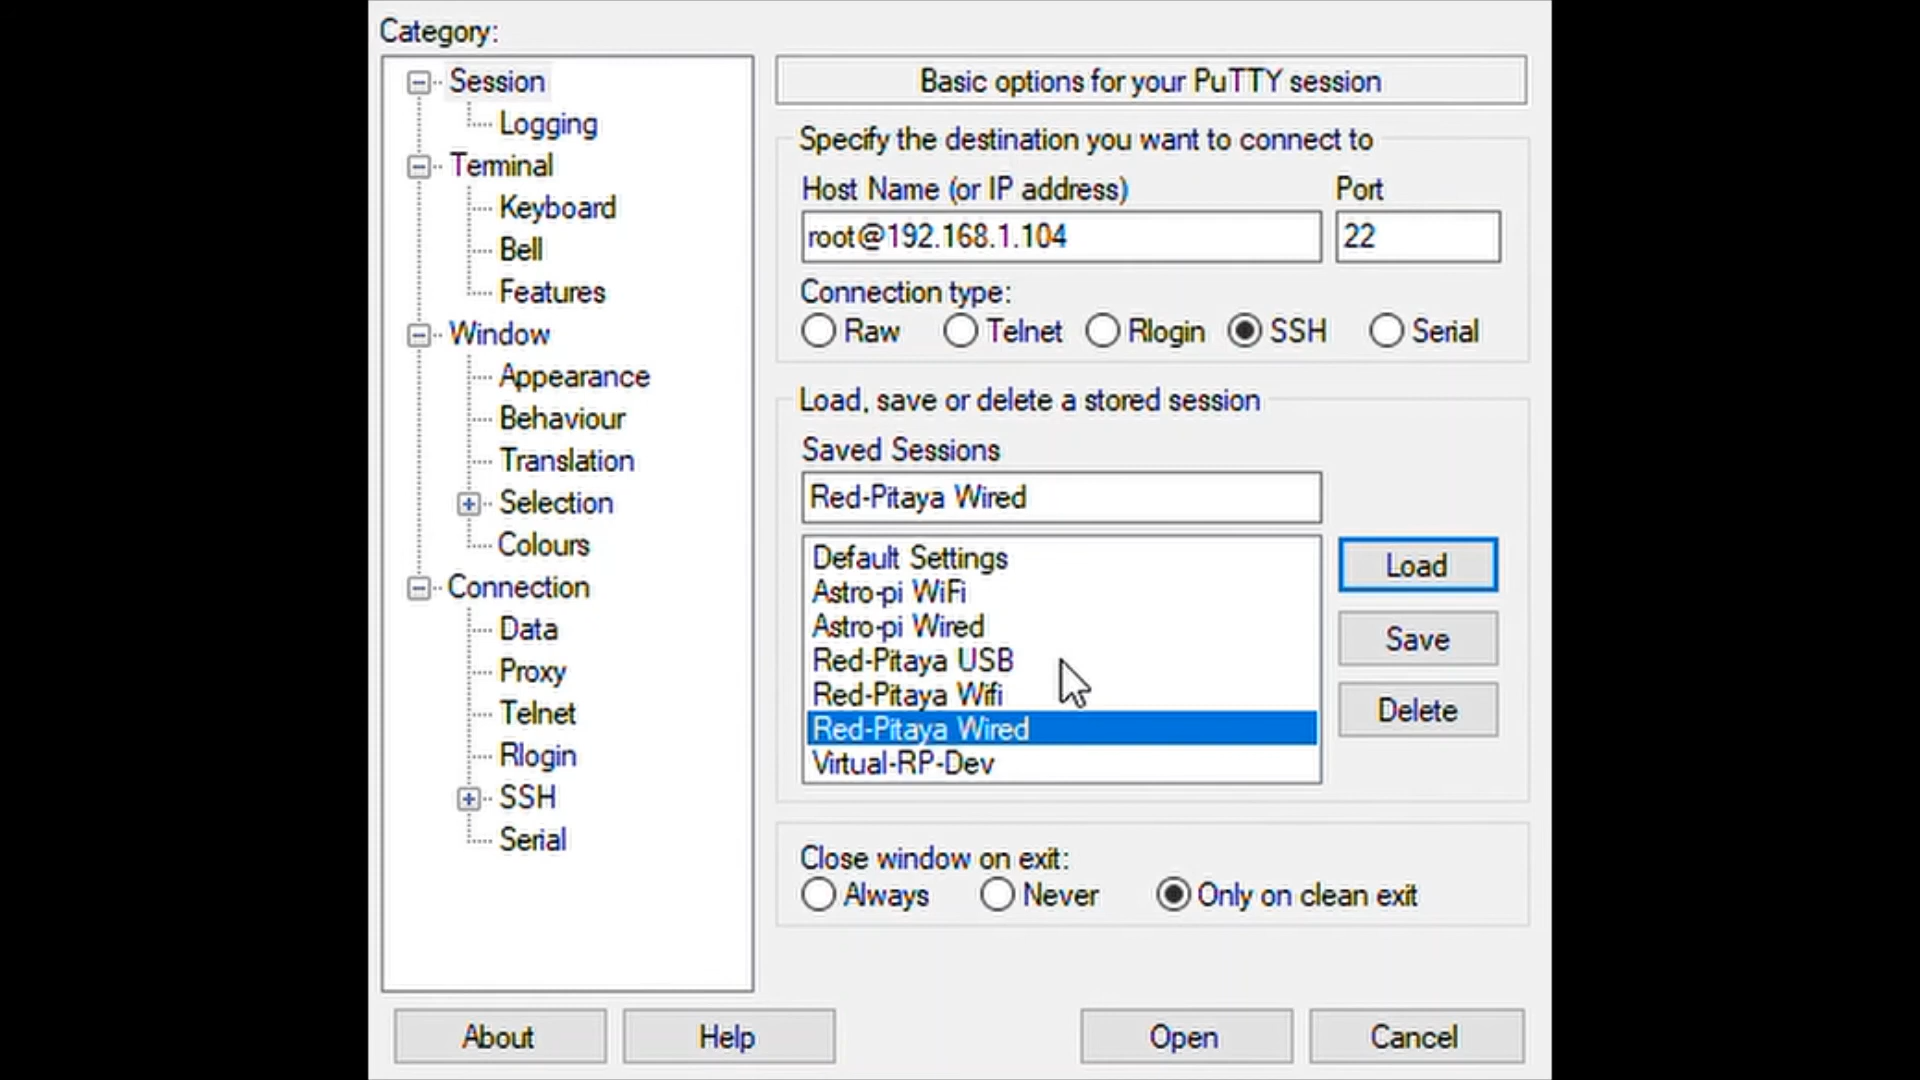 Category:
Session
Logging
Terminal
Keyboard
Bell
Features
Window
Appearance
Behaviour
Translation
Selection
Colours
Connection
Data
Proxy
Telnet
Rlogin
SSH
Serial
Basic options for your PuTTY session
Specify the destination you want to connect to
Host Name (or IP address) Port
root@192.168.1.104 22
Connection type:
Raw Telnet Rlogin SSH Serial
Load, save or delete a stored session
Saved Sessions
Red-Pitaya Wired
Default Settings
Astro-pi WiFi
Astro-pi Wired
Red-Pitaya USB
Red-Pitaya Wifi
Red-Pitaya Wired
Virtual-RP-Dev
Load
Save
Delete
Close window on exit:
Always Never Only on clean exit
About Help Open Cancel